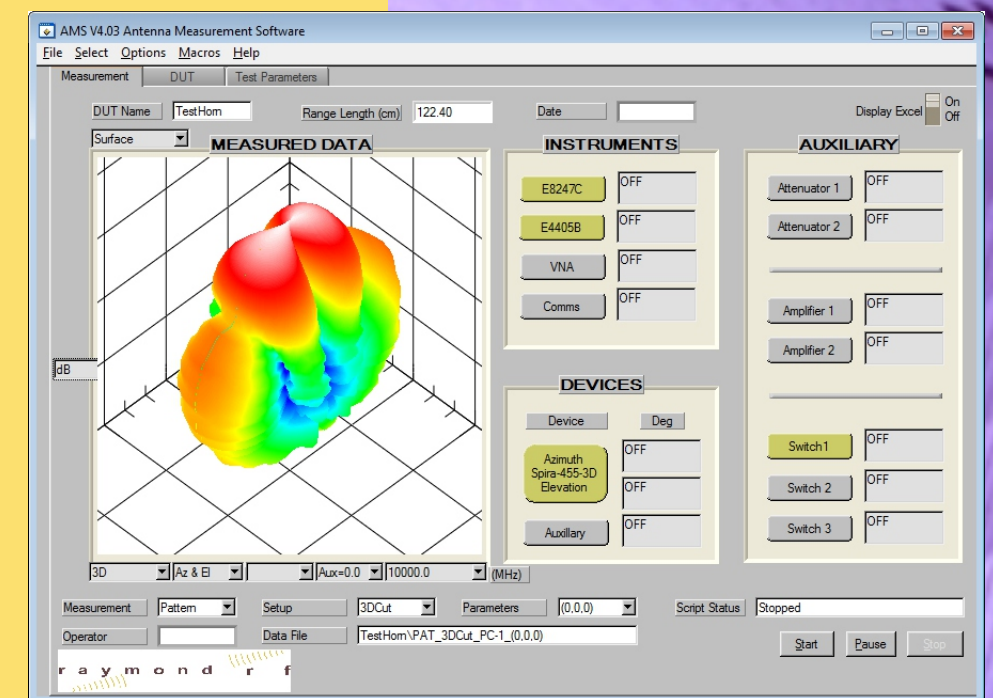 AMS V4.03 Antenna Measurement Software
File Select Options Macros Help
Measurement DUT Test Parameters
DUT Name TestHorn Range Length (cm) 122.40 Date Display Excel On Off
Surface MEASURED DATA
dB
3D Az & El Aux=0.0 10000.0 (MHz)
INSTRUMENTS
E8247C OFF
E4405B OFF
VNA OFF
Comms OFF
DEVICES
Device Deg
Azimuth OFF
Spira-455-3D
Elevation OFF
Auxillary OFF
AUXILIARY
Attenuator 1 OFF
Attenuator 2 OFF
Amplifier 1 OFF
Amplifier 2 OFF
Switch1 OFF
Switch 2 OFF
Switch 3 OFF
Measurement Pattern Setup 3DCut Parameters (0,0,0) Script Status Stopped
Operator Data File TestHorn\PAT_3DCut_PC-1_(0,0,0)
Start Pause Stop
raymond rf